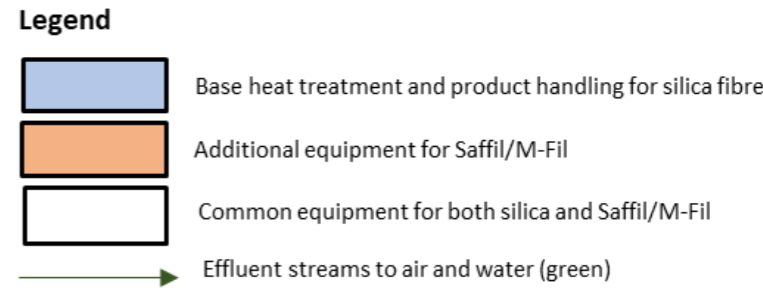 Legend
Base heat treatment and product handling for silica fibre
Additional equipment for Saffil/M-Fil
Common equipment for both silica and Saffil/M-Fil
Effluent streams to air and water (green)